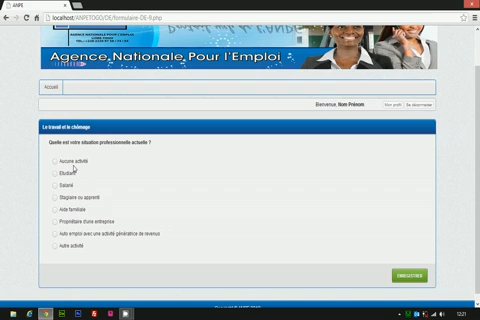 ANPE
localhost/ANPETOGO/DE/formulaire-DE-9.php
Agence Nationale Pour l'Emploi
Accueil
Bienvenue, Nom Prénom
Mon profil
Se déconnecter
Le travail et le chômage
Quelle est votre situation professionnelle actuelle ?
Aucune activité
Etudiant
Salarié
Stagiaire ou apprenti
Aide familiale
Propriétaire d'une entreprise
Auto emploi avec une activité génératrice de revenus
Autre activité
ENREGISTRER
12:21